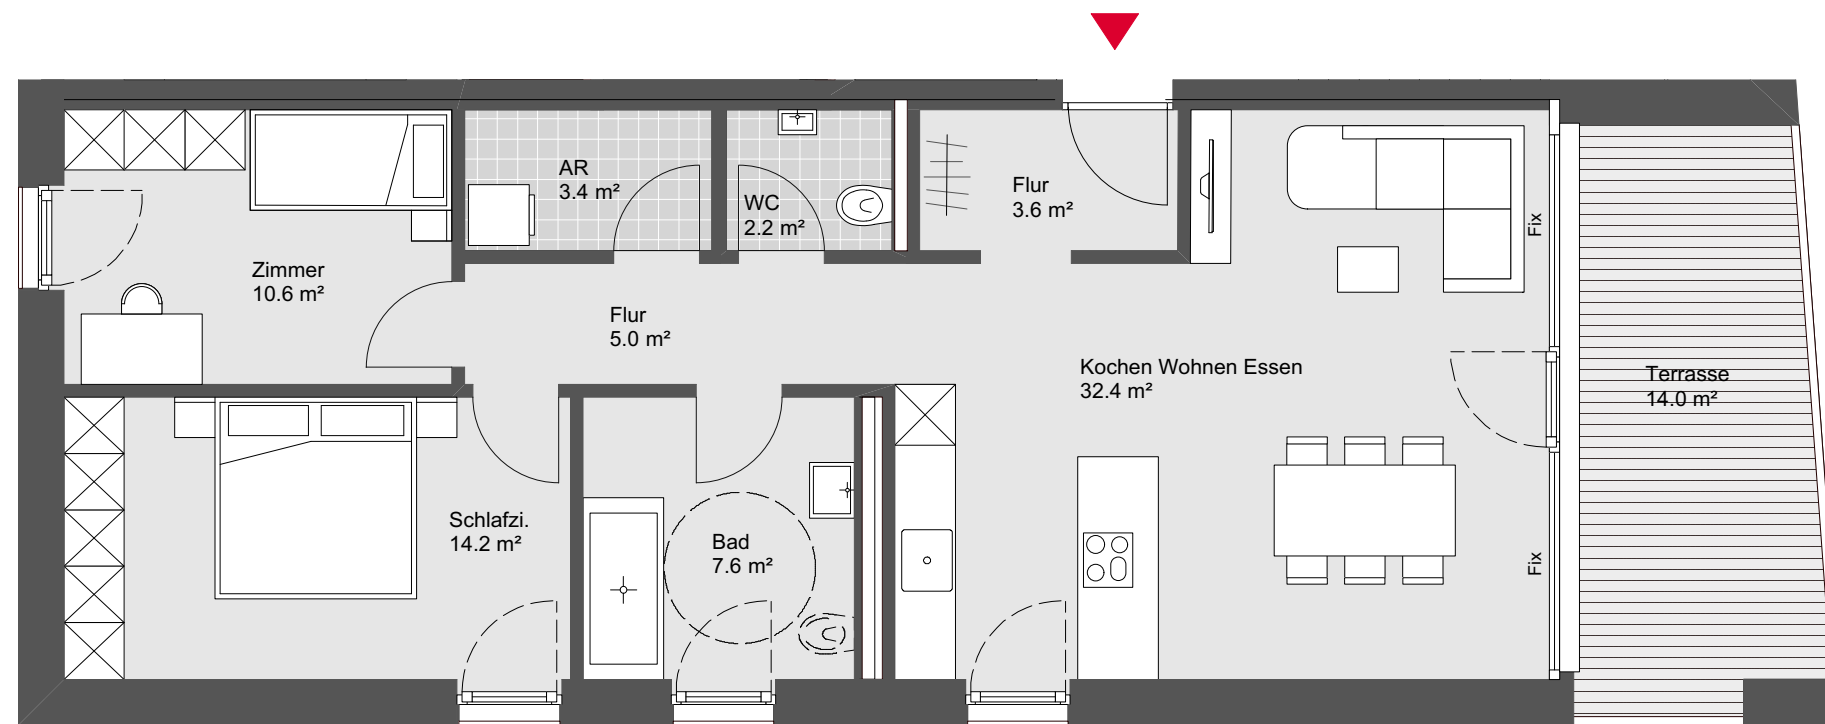 AR
3.4 m²
WC
2.2 m²
Flur
3.6 m²
Fix
Zimmer
10.6 m²
Flur
5.0 m²
Kochen Wohnen Essen
32.4 m²
Terrasse
14.0 m²
Schlafzi.
14.2 m²
Bad
7.6 m²
Fix